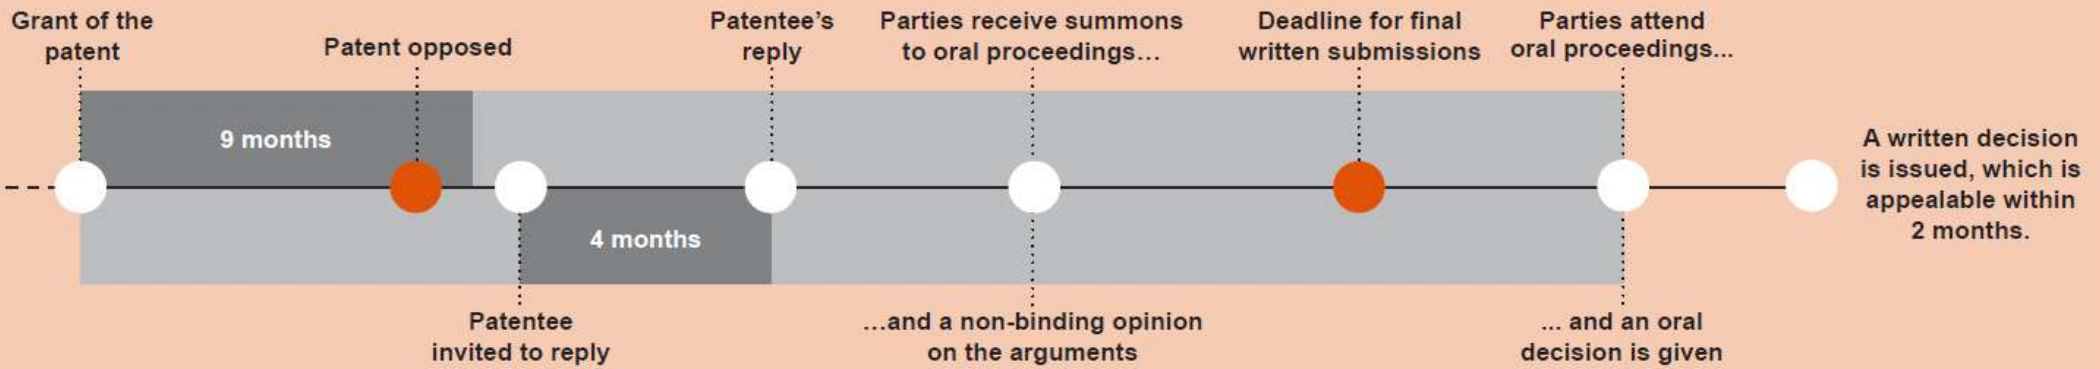 Grant of the
patent
Patent opposed
Patentee’s
reply
Parties receive summons
to oral proceedings…
Deadline for final
written submissions
Parties attend
oral proceedings...
9 months
4 months
A written decision
is issued, which is
appealable within
2 months.
Patentee
invited to reply
…and a non-binding opinion
on the arguments
... and an oral
decision is given